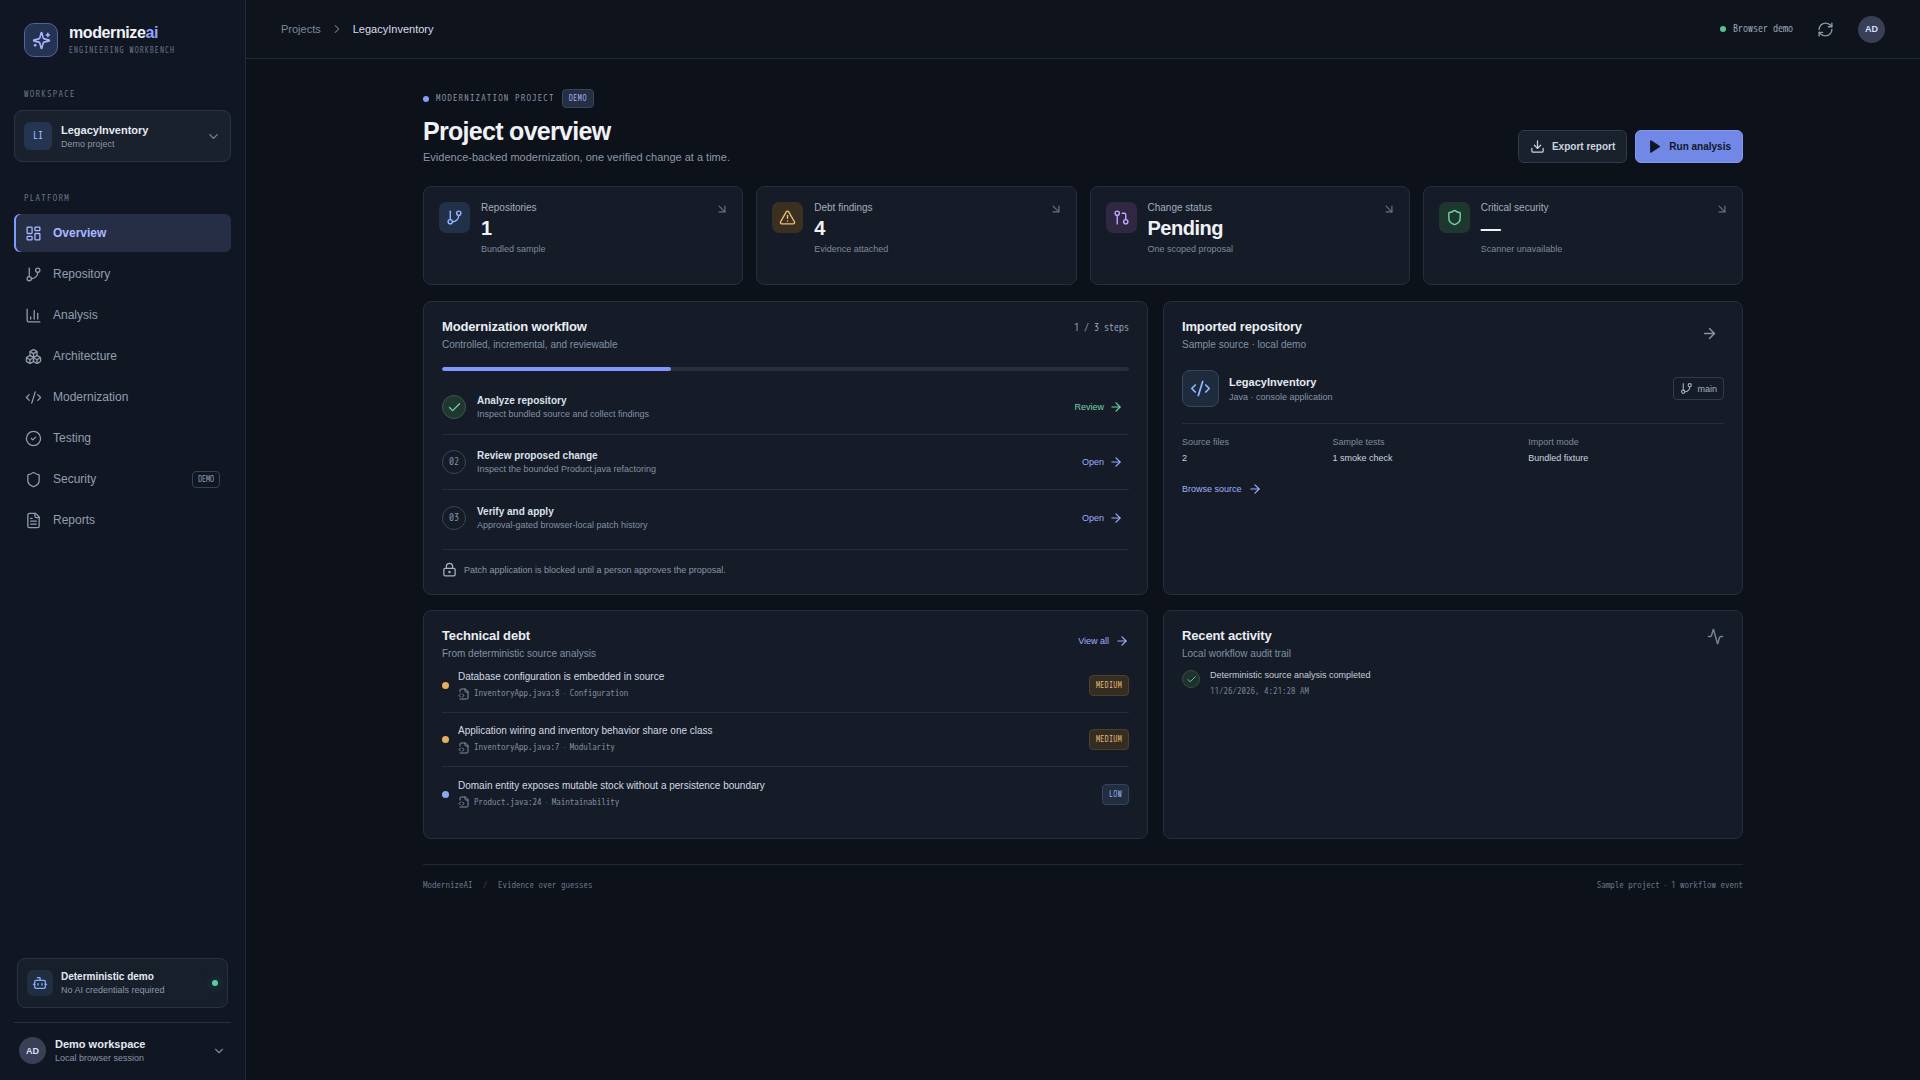 modernizeai
ENGINEERING WORKBENCH
WORKSPACE
LI
LegacyInventory
Demo project
PLATFORM
Overview
Repository
Analysis
Architecture
Modernization
Testing
Security
DEMO
Reports
Deterministic demo
No AI credentials required
AD
Demo workspace
Local browser session
Projects
LegacyInventory
Browser demo
AD
MODERNIZATION PROJECT
DEMO
Project overview
Evidence-backed modernization, one verified change at a time.
Export report
Run analysis
Repositories
1
Bundled sample
Debt findings
4
Evidence attached
Change status
Pending
One scoped proposal
Critical security
—
Scanner unavailable
Modernization workflow
Controlled, incremental, and reviewable
1 / 3 steps
Analyze repository
Inspect bundled source and collect findings
Review
02
Review proposed change
Inspect the bounded Product.java refactoring
Open
03
Verify and apply
Approval-gated browser-local patch history
Open
Patch application is blocked until a person approves the proposal.
Imported repository
Sample source · local demo
LegacyInventory
Java · console application
main
Source files
2
Sample tests
1 smoke check
Import mode
Bundled fixture
Browse source
Technical debt
From deterministic source analysis
View all
Database configuration is embedded in source
InventoryApp.java:8 · Configuration
MEDIUM
Application wiring and inventory behavior share one class
InventoryApp.java:7 · Modularity
MEDIUM
Domain entity exposes mutable stock without a persistence boundary
Product.java:24 · Maintainability
LOW
Recent activity
Local workflow audit trail
Deterministic source analysis completed
11/26/2026, 4:21:28 AM
ModernizeAI / Evidence over guesses
Sample project · 1 workflow event